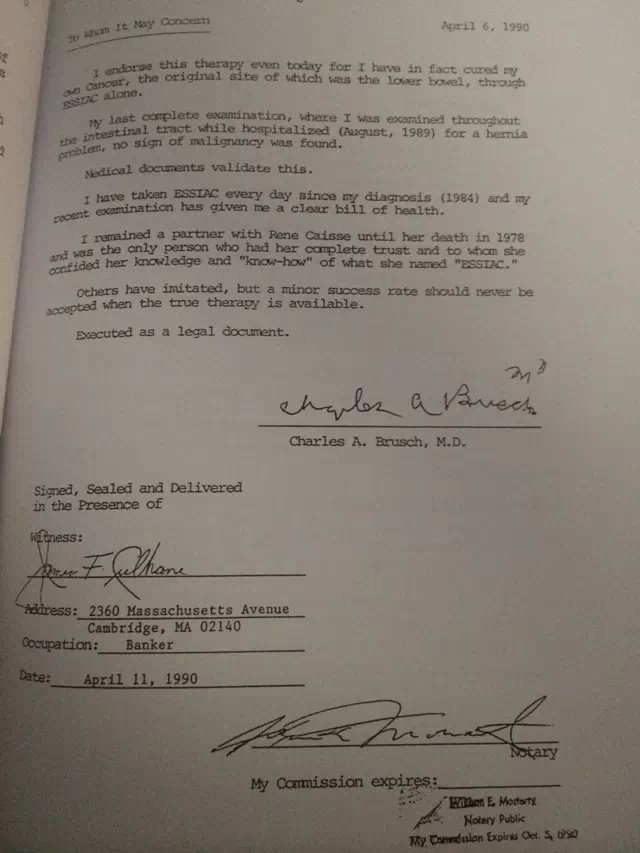 To Whom It May Concern
April 6, 1990
I endorse this therapy even today for I have in fact cured my
own Cancer, the original site of which was the lower bowel, through
ESSIAC alone.
My last complete examination, where I was examined throughout
the intestinal tract while hospitalized (August, 1989) for a hernia
problem, no sign of malignancy was found.
Medical documents validate this.
I have taken ESSIAC every day since my diagnosis (1984) and my
recent examination has given me a clear bill of health.
I remained a partner with Rene Caisse until her death in 1978
and was the only person who had her complete trust and to whom she
confided her knowledge and "know-how" of what she named "ESSIAC."
Others have imitated, but a minor success rate should never be
accepted when the true therapy is available.
Executed as a legal document.
Charles A Brusch MD
Charles A. Brusch, M.D.
Signed, Sealed and Delivered
in the Presence of
Witness:
James F. Culhane
Address: 2360 Massachusetts Avenue
Cambridge, MA 02140
Occupation: Banker
Date: April 11, 1990
Notary
My Commission expires:
William E. Moriarty
Notary Public
My Commission Expires Oct. 5,